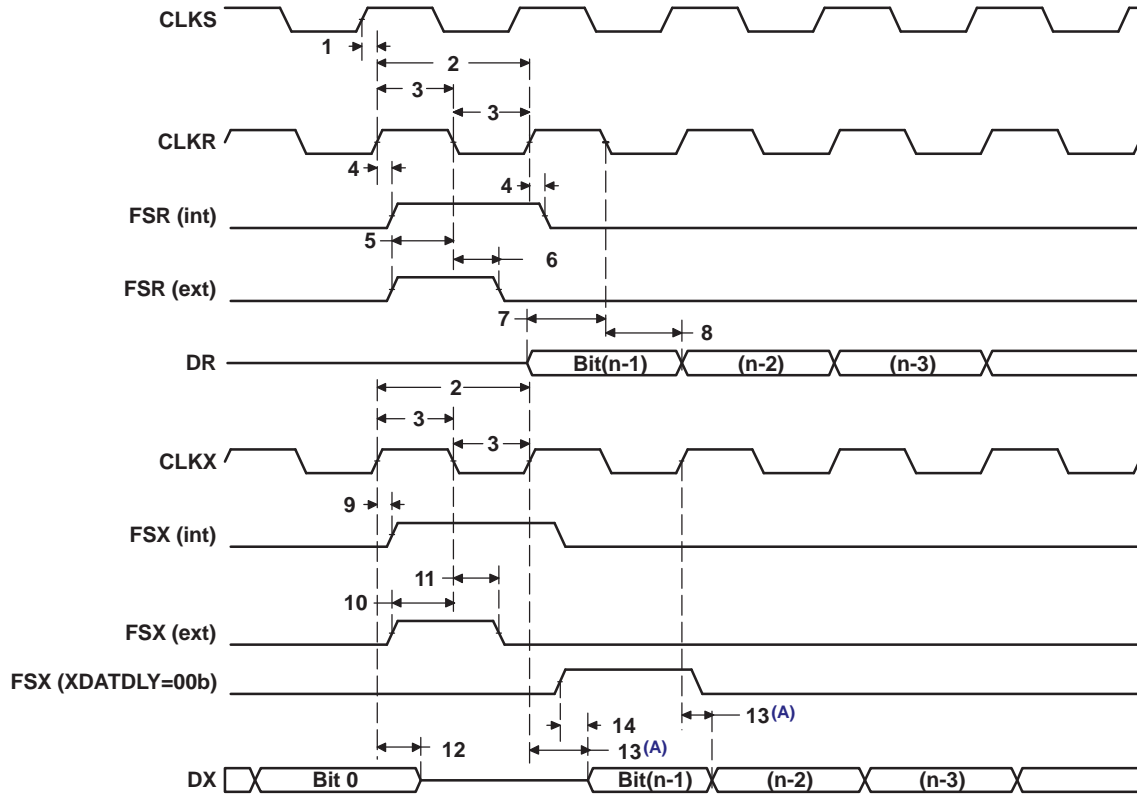 CLKS
1
2
3
3
CLKR
4
4
FSR (int)
5
6
FSR (ext)
7
8
DR
Bit(n-1)
(n-2)
(n-3)
2
3
3
CLKX
9
FSX (int)
11
10
FSX (ext)
FSX (XDATDLY=00b)
13(A)
14
12
13(A)
DX
Bit 0
Bit(n-1)
(n-2)
(n-3)